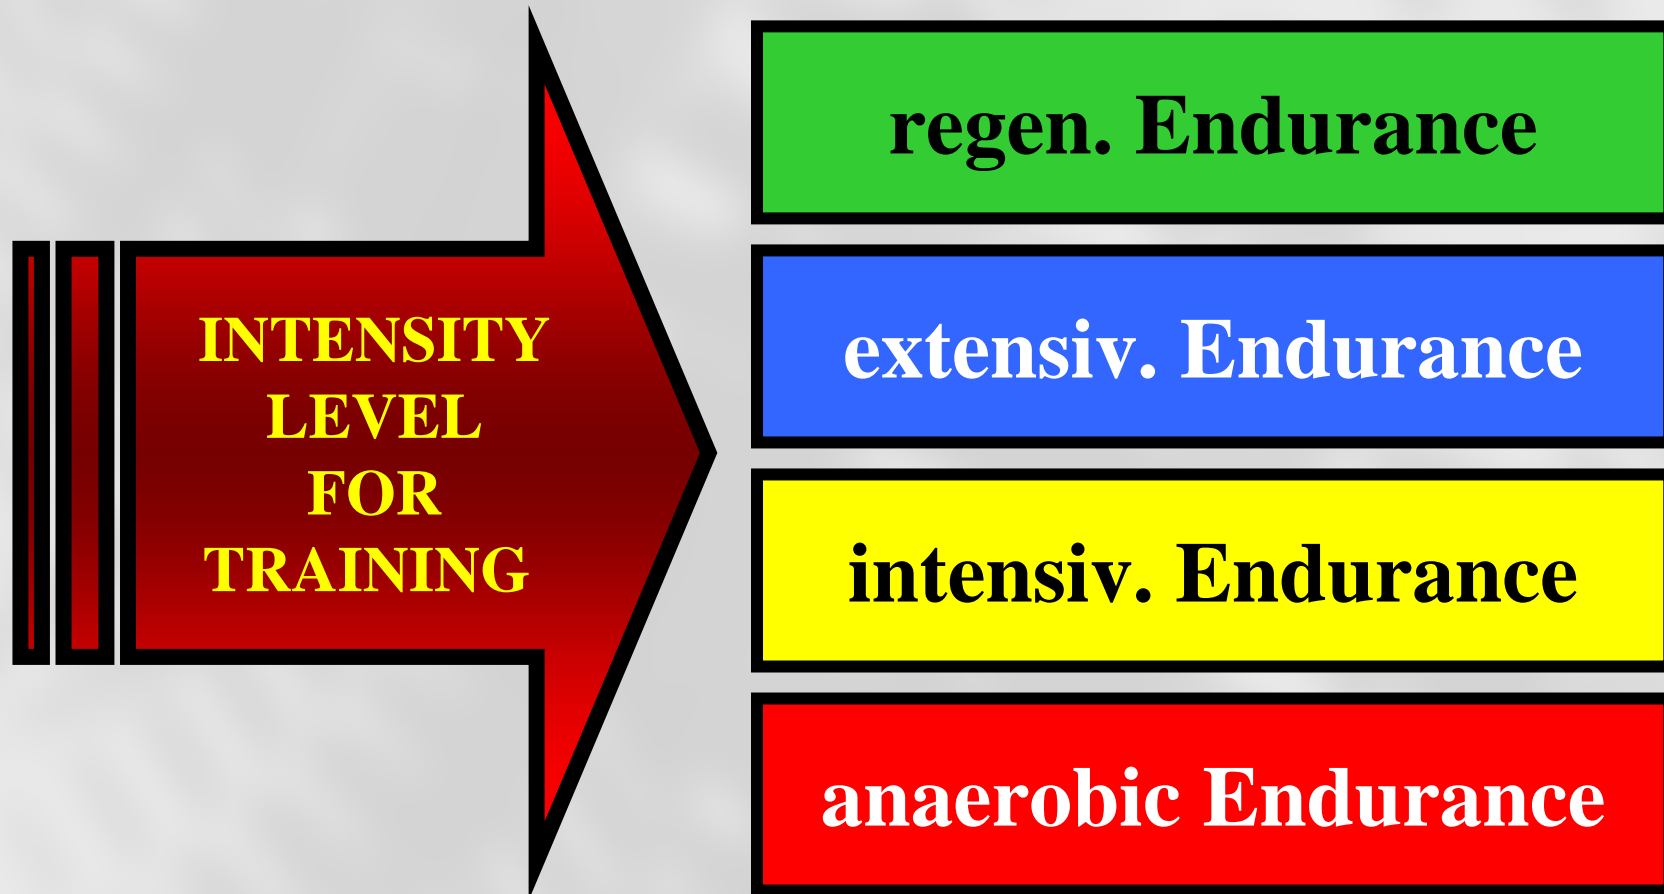 INTENSITY
LEVEL
FOR
TRAINING
regen. Endurance
extensiv. Endurance
intensiv. Endurance
anaerobic Endurance